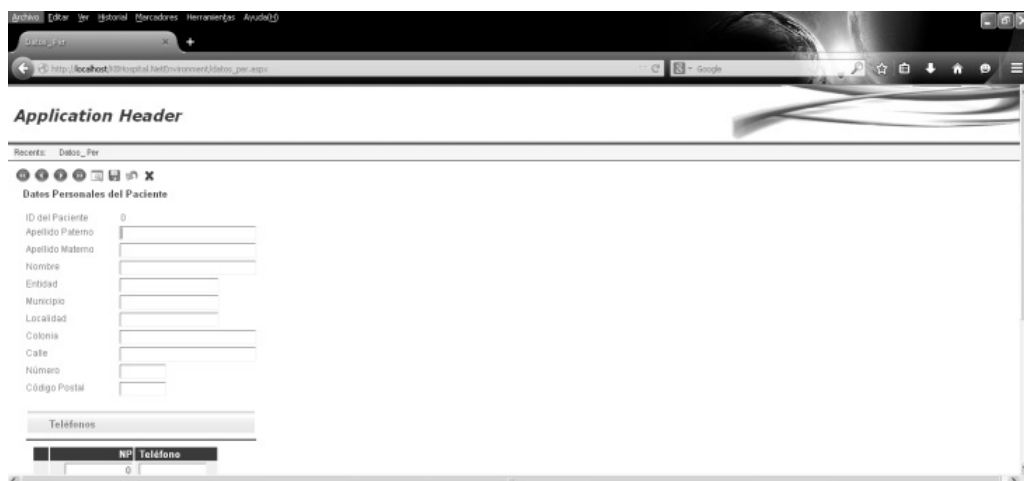 Archivo Editar Ver Historial Marcadores Herramientas Ayuda(H)
Datos_Per × +
http://localhost/KBHospital.NetEnvironment/datos_per.aspx Google
Application Header
Recents: Datos_Per
Datos Personales del Paciente
ID del Paciente 0
Apellido Paterno
Apellido Materno
Nombre
Entidad
Municipio
Localidad
Colonia
Calle
Número
Código Postal
Teléfonos
NP Teléfono
0